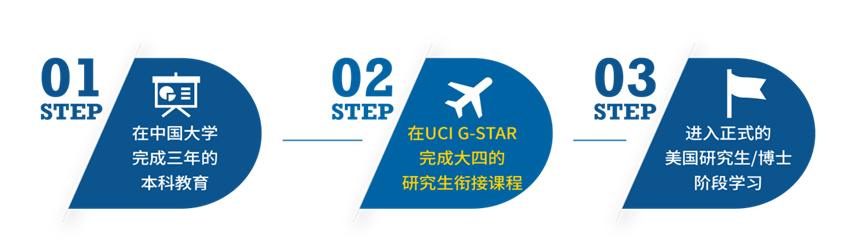 01
STEP
在中国大学
完成三年的
本科教育
02
STEP
在UCI G-STAR
完成大四的
研究生衔接课程
03
STEP
进入正式的
美国研究生/博士
阶段学习